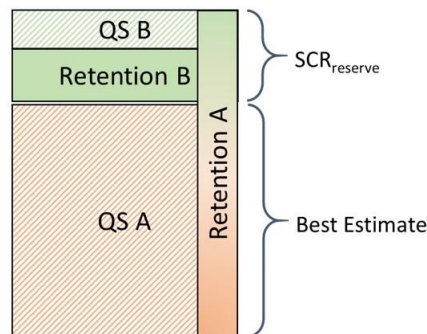 QS B
Retention B
Retention A
SCRreserve
QS A
Best Estimate